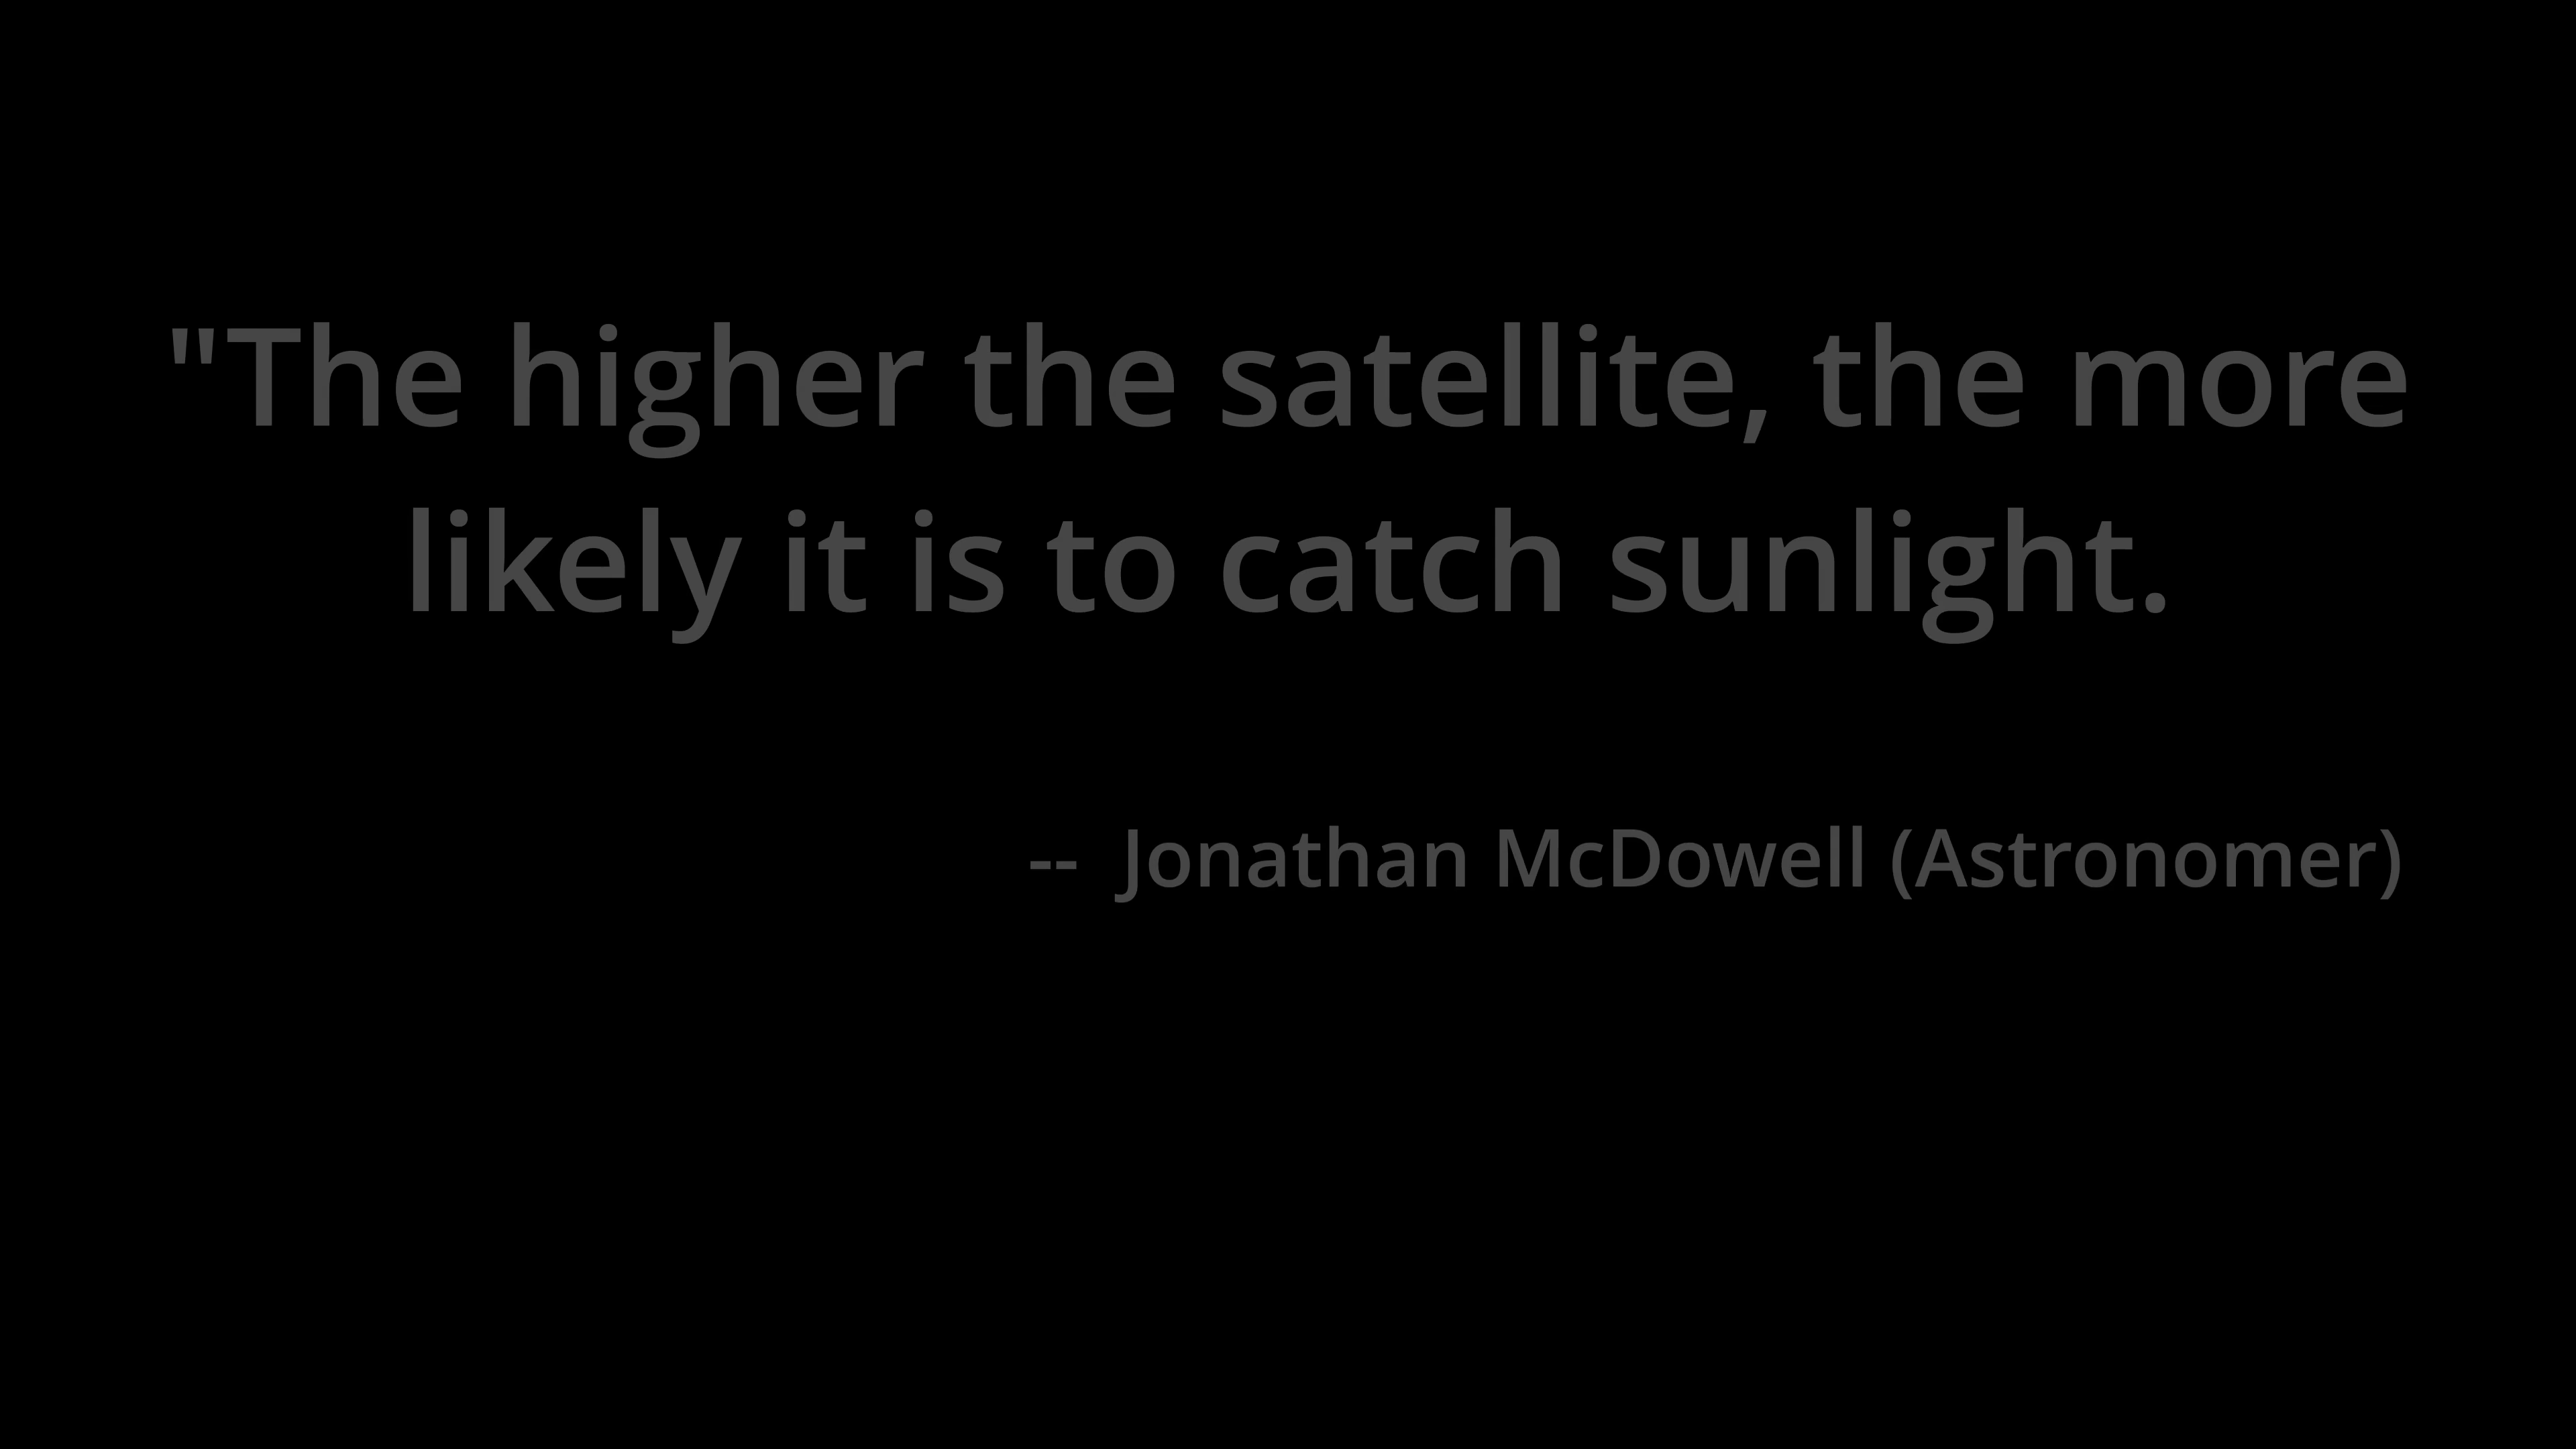 "The higher the satellite, the more
likely it is to catch sunlight.
--  Jonathan McDowell (Astronomer)